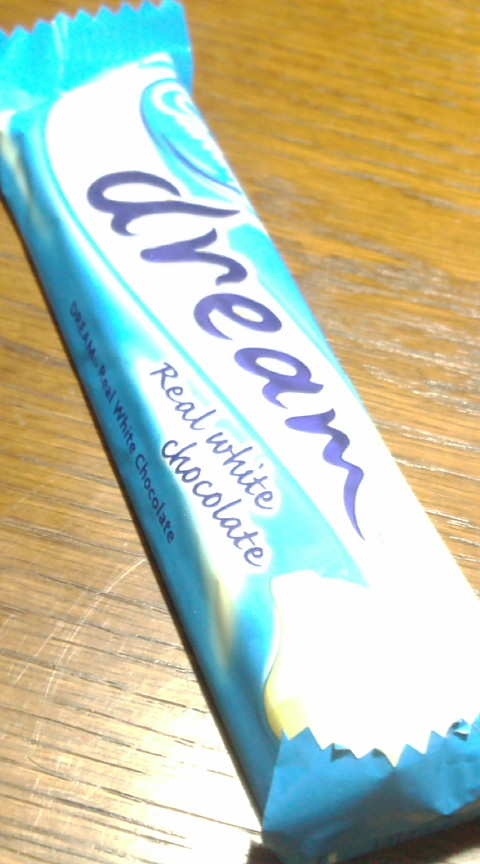 dream
Real white
chocolate
DREAM. Real White Chocolate